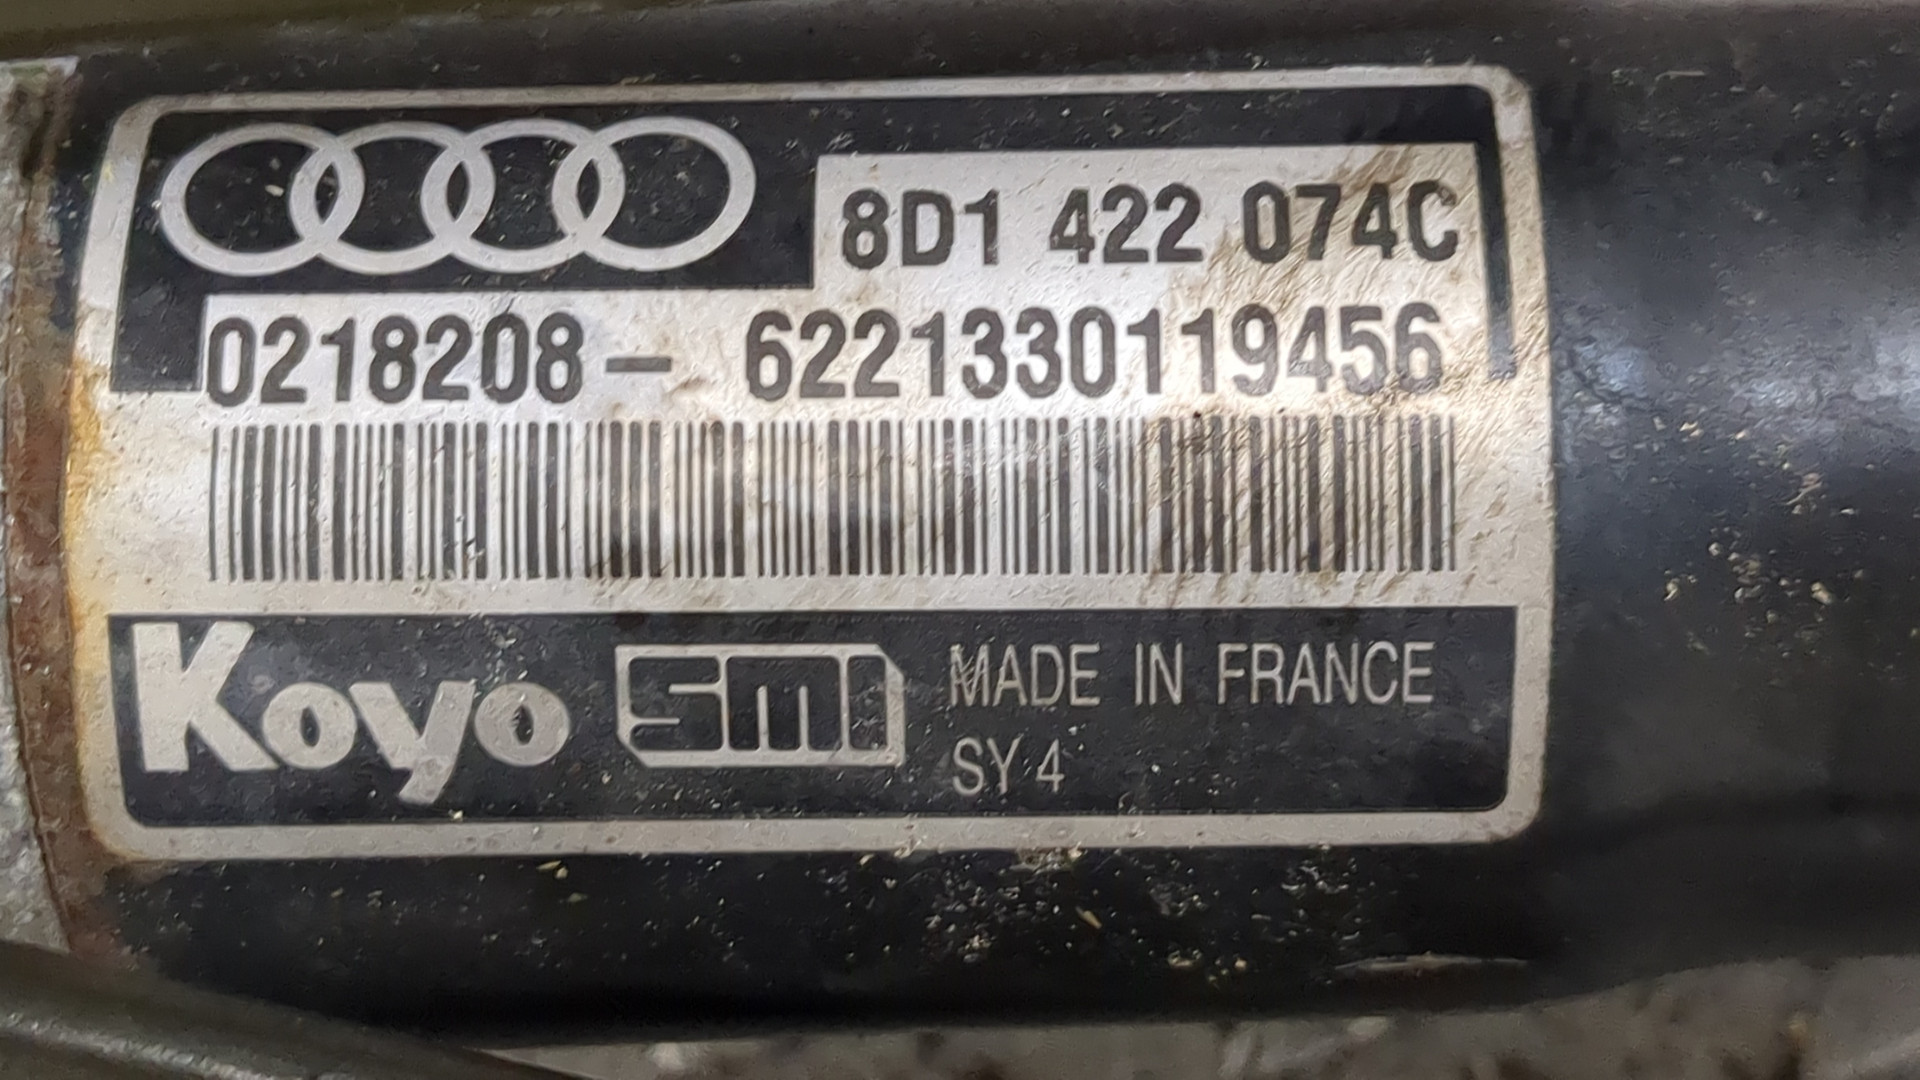 8D1 422 074C
0218208- 6221330119456
Koyo SMI MADE IN FRANCE
SY 4